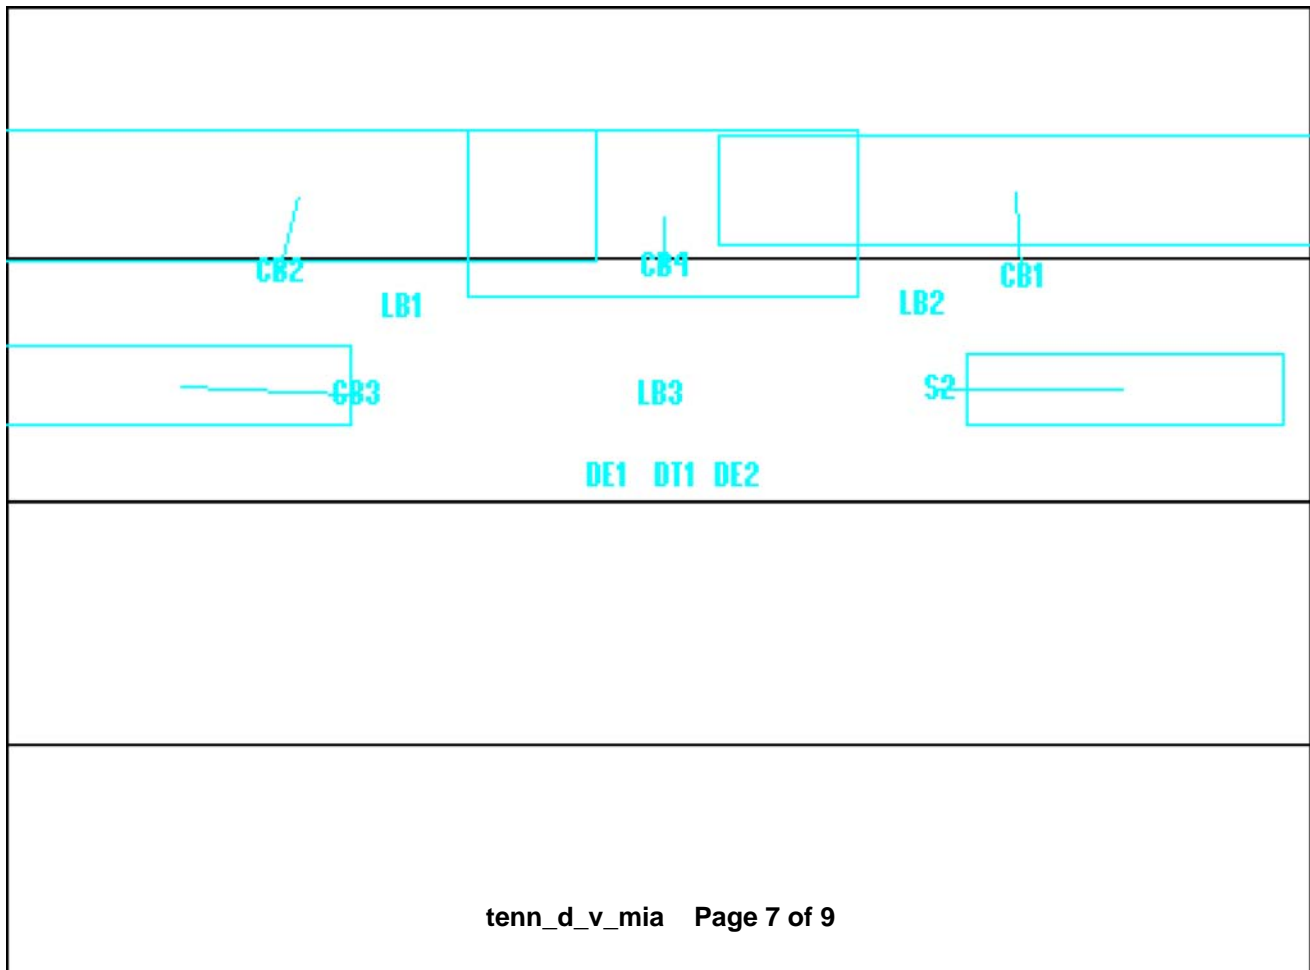 CB2 CB4 CB1
LB1 LB2
CB3 LB3 S2
DE1 DT1 DE2
tenn_d_v_mia Page 7 of 9